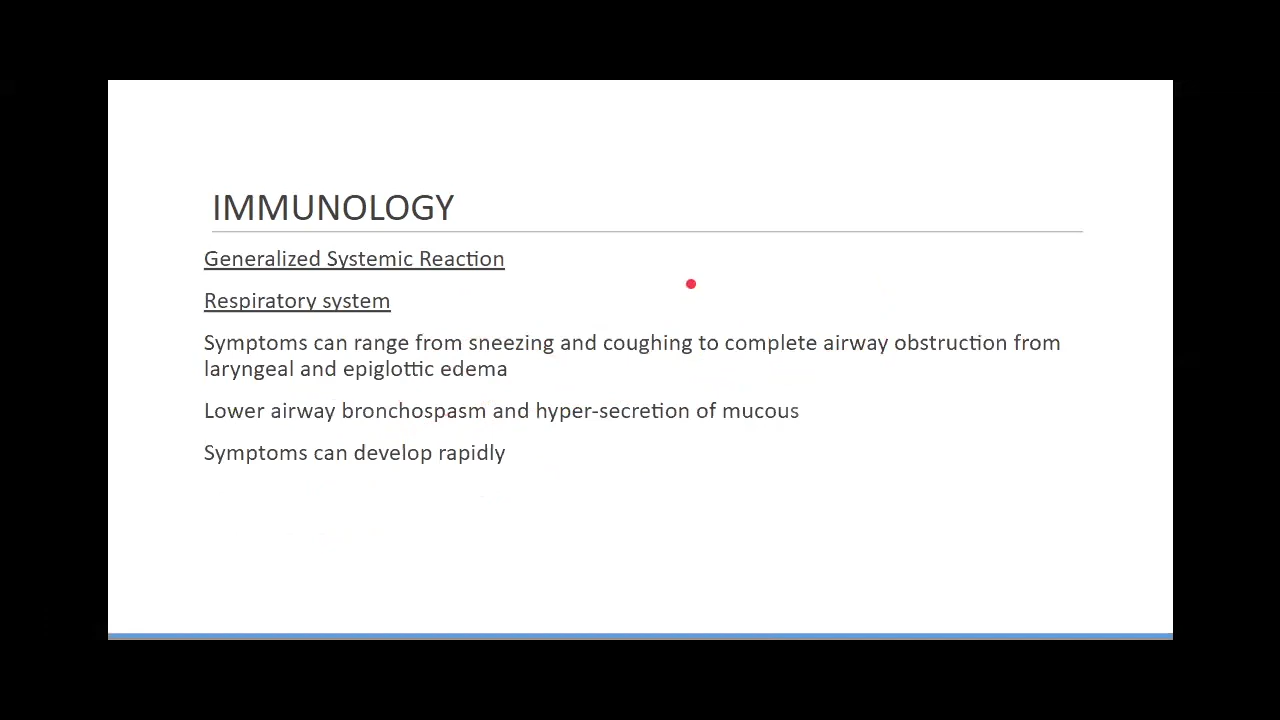 IMMUNOLOGY
Generalized Systemic Reaction
Respiratory system
Symptoms can range from sneezing and coughing to complete airway obstruction from
laryngeal and epiglottic edema
Lower airway bronchospasm and hyper-secretion of mucous
Symptoms can develop rapidly